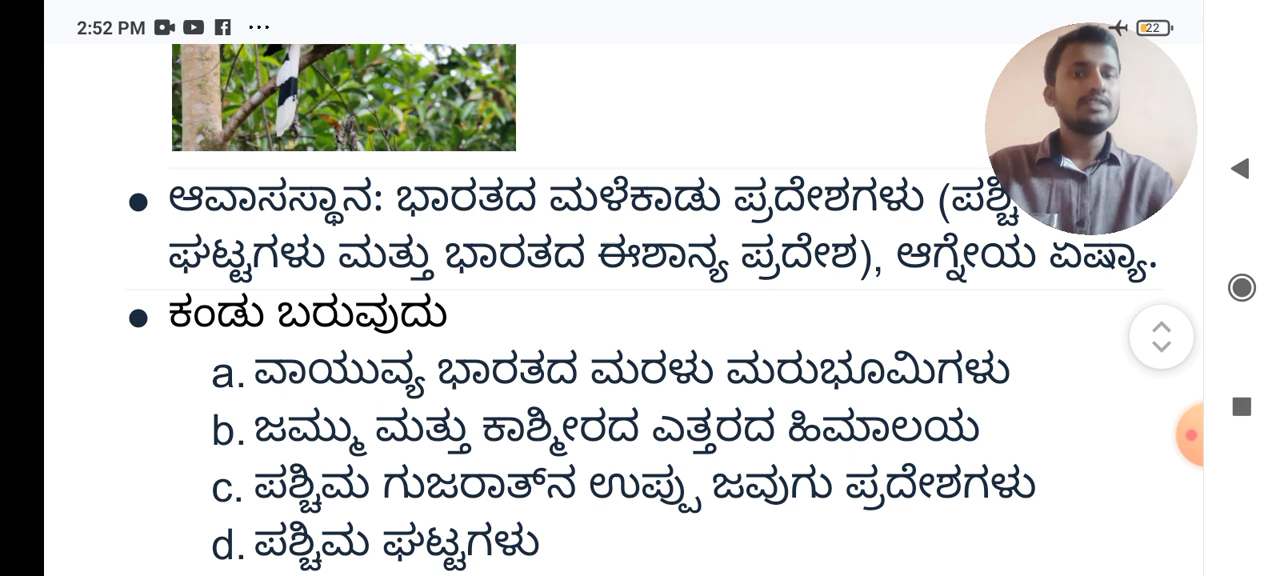 2:52 PM
22
ಆವಾಸಸ್ಥಾನ: ಭಾರತದ ಮಳೆಕಾಡು ಪ್ರದೇಶಗಳು
ಘಟ್ಟಗಳು ಮತ್ತು ಭಾರತದ ಈಶಾನ್ಯ ಪ್ರದೇಶ), ಆಗ್ನೇಯ ಏಷ್ಯಾ.
ಕಂಡು ಬರುವುದು
a. ವಾಯುವ್ಯ ಭಾರತದ ಮರಳು ಮರುಭೂಮಿಗಳು
b. ಜಮ್ಮು ಮತ್ತು ಕಾಶ್ಮೀರದ ಎತ್ತರದ ಹಿಮಾಲಯ
c. ಪಶ್ಚಿಮ ಗುಜರಾತ್‌ನ ಉಪ್ಪು ಜವುಗು ಪ್ರದೇಶಗಳು
d. ಪಶ್ಚಿಮ ಘಟ್ಟಗಳು